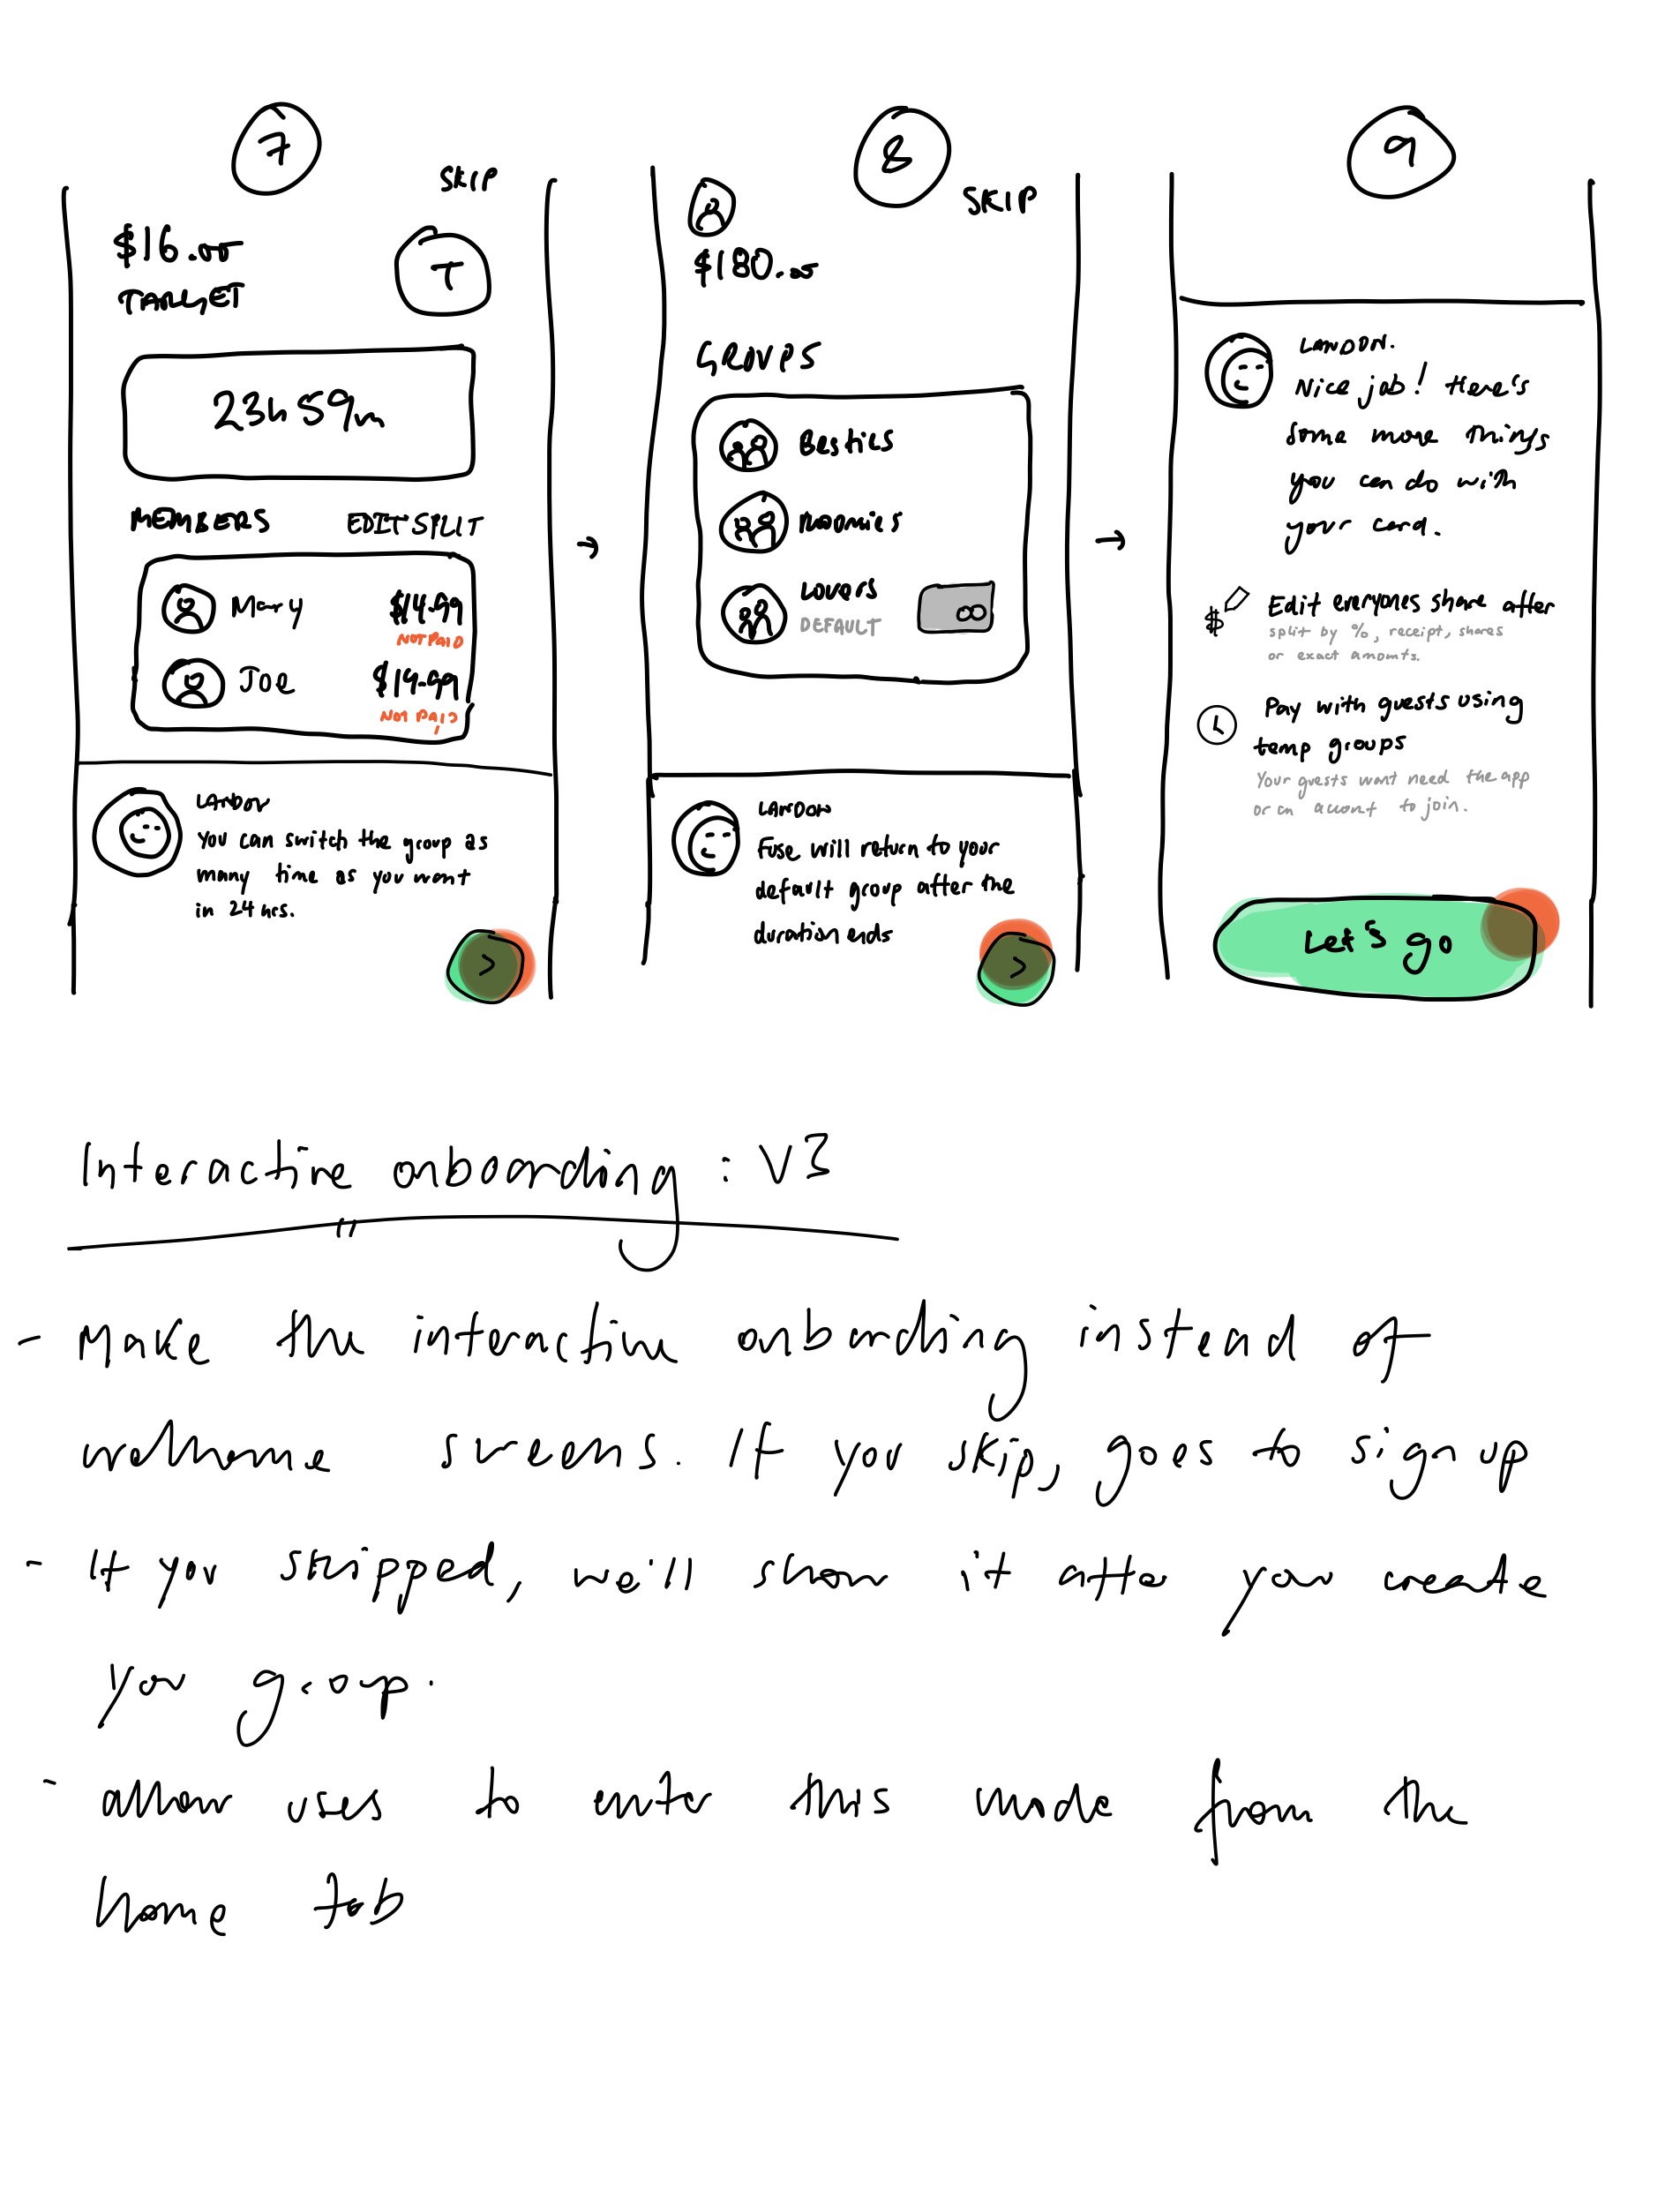 7
SKIP
$16.00
TARGET
T
23h 59m
MEMBERS EDIT SPLIT
Mary $14.99
NOT PAID
Joe $14.99
NOT PAID
LANDON
You can switch the group as
many time as you want
in 24 hrs.
>
→
8
SKIP
$180.00
GROUPS
Besties
Roomies
Lovers
DEFAULT
LANDON
Fuse will return to your
default group after the
duration ends
>
→
9
LANDON.
Nice job! Here's
some more things
you can do with
your card.
$
Edit everyones share after
split by %, receipt, shares
or exact amomts.
Pay with guests using
temp groups
Your guests wont need the app
or an account to join.
Let's go
Interactive onboarding : V3
- Make the interactive onboarding instead of
welcome screens. If you skip, goes to sign up
- If you skipped, we'll show it after you create
you group.
- allow uses to enter this mode from the
home tab